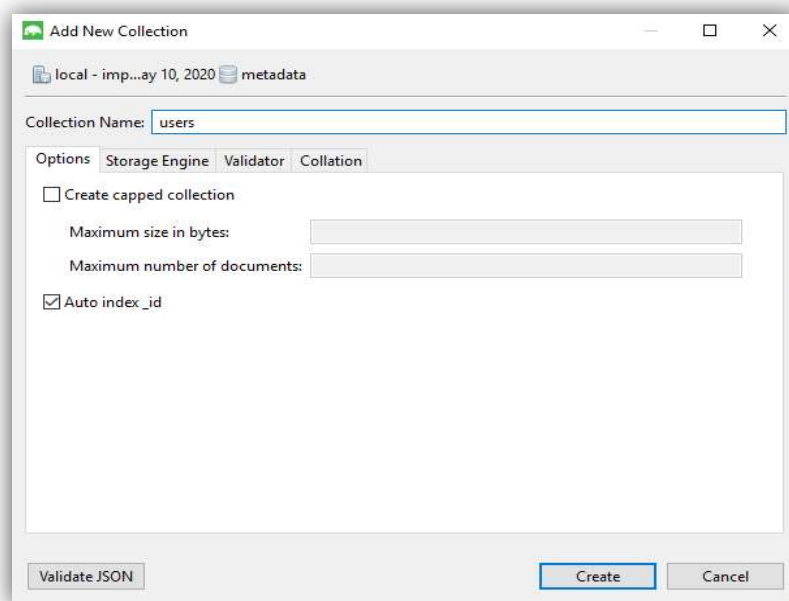 Add New Collection
local - imp...ay 10, 2020 metadata
Collection Name: users
Options Storage Engine Validator Collation
Create capped collection
Maximum size in bytes:
Maximum number of documents:
Auto index _id
Validate JSON Create Cancel